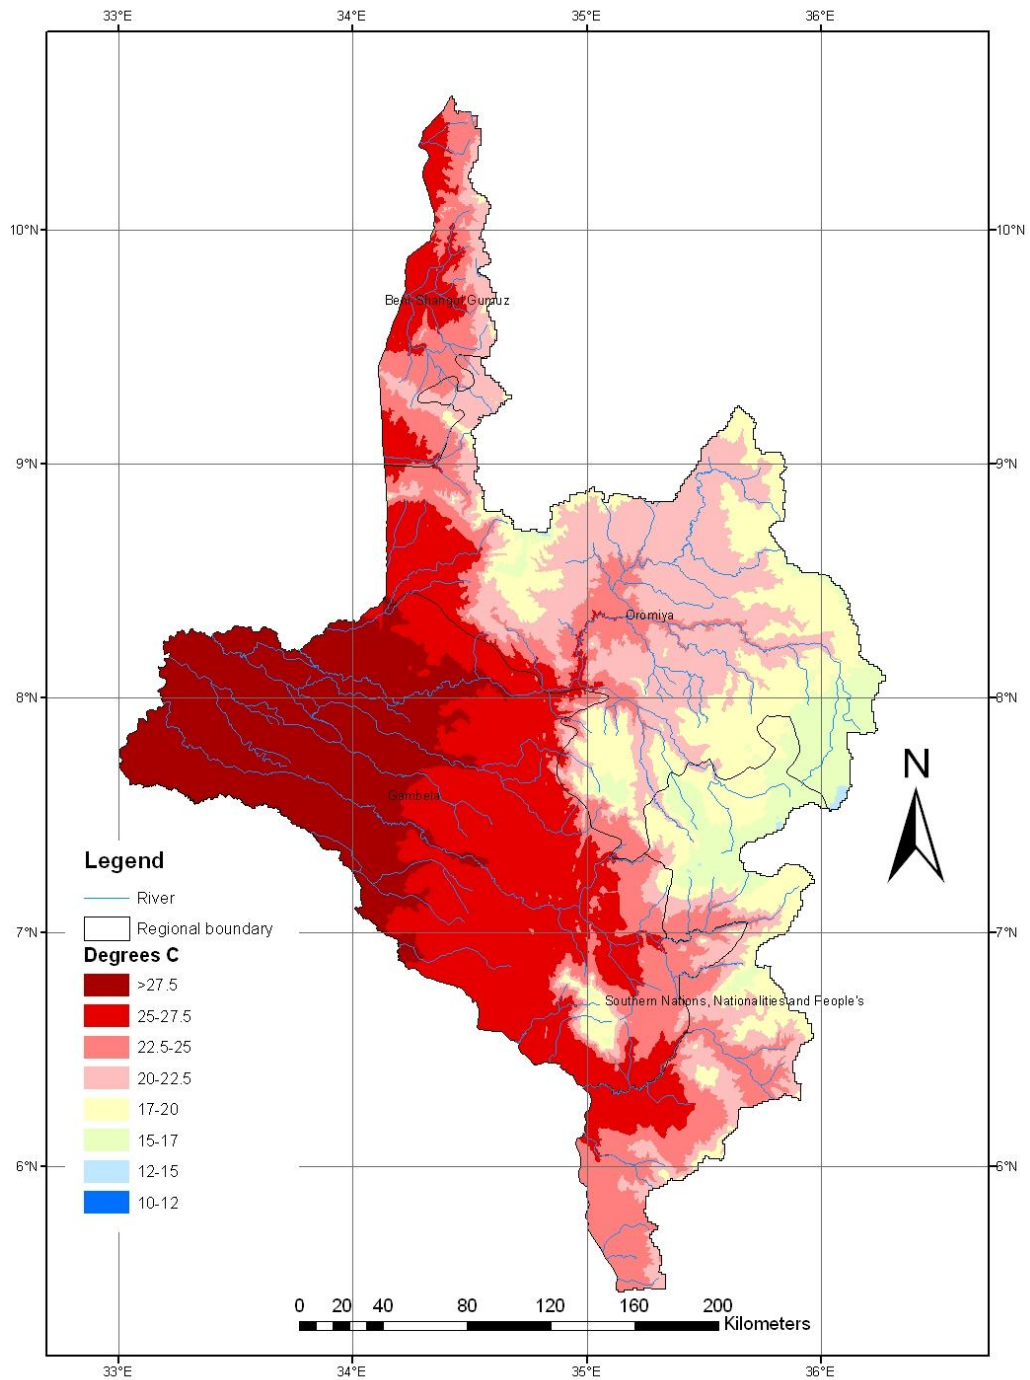 33°E 34°E 35°E 36°E
10°N 10°N
Beni-Shangul Gumuz
9°N 9°N
Oromiya
8°N 8°N
N
Gambela
Legend
River
Regional boundary
7°N 7°N
Degrees C
>27.5
25-27.5
Southern Nations, Nationalities and People's
22.5-25
20-22.5
17-20
15-17
6°N 6°N
12-15
10-12
0 20 40 80 120 160 200
Kilometers
33°E 34°E 35°E 36°E